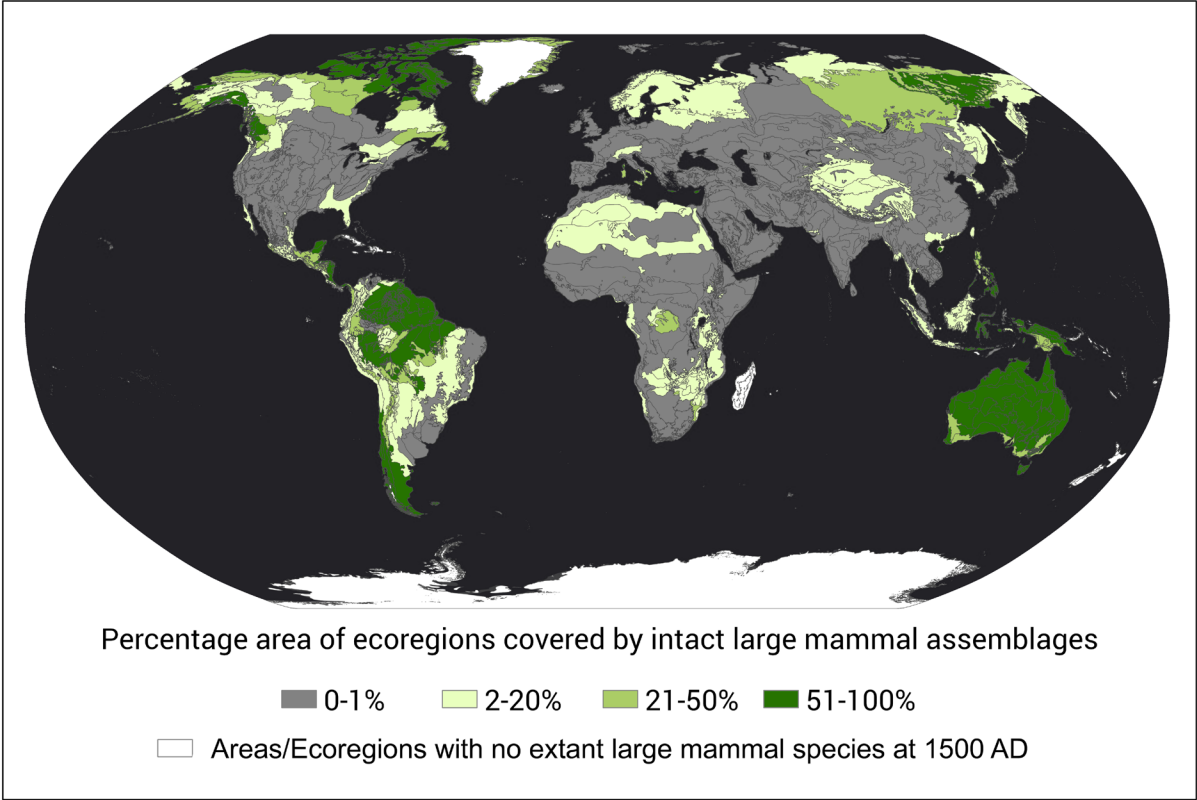 Percentage area of ecoregions covered by intact large mammal assemblages
0-1% 2-20% 21-50% 51-100%
Areas/Ecoregions with no extant large mammal species at 1500 AD